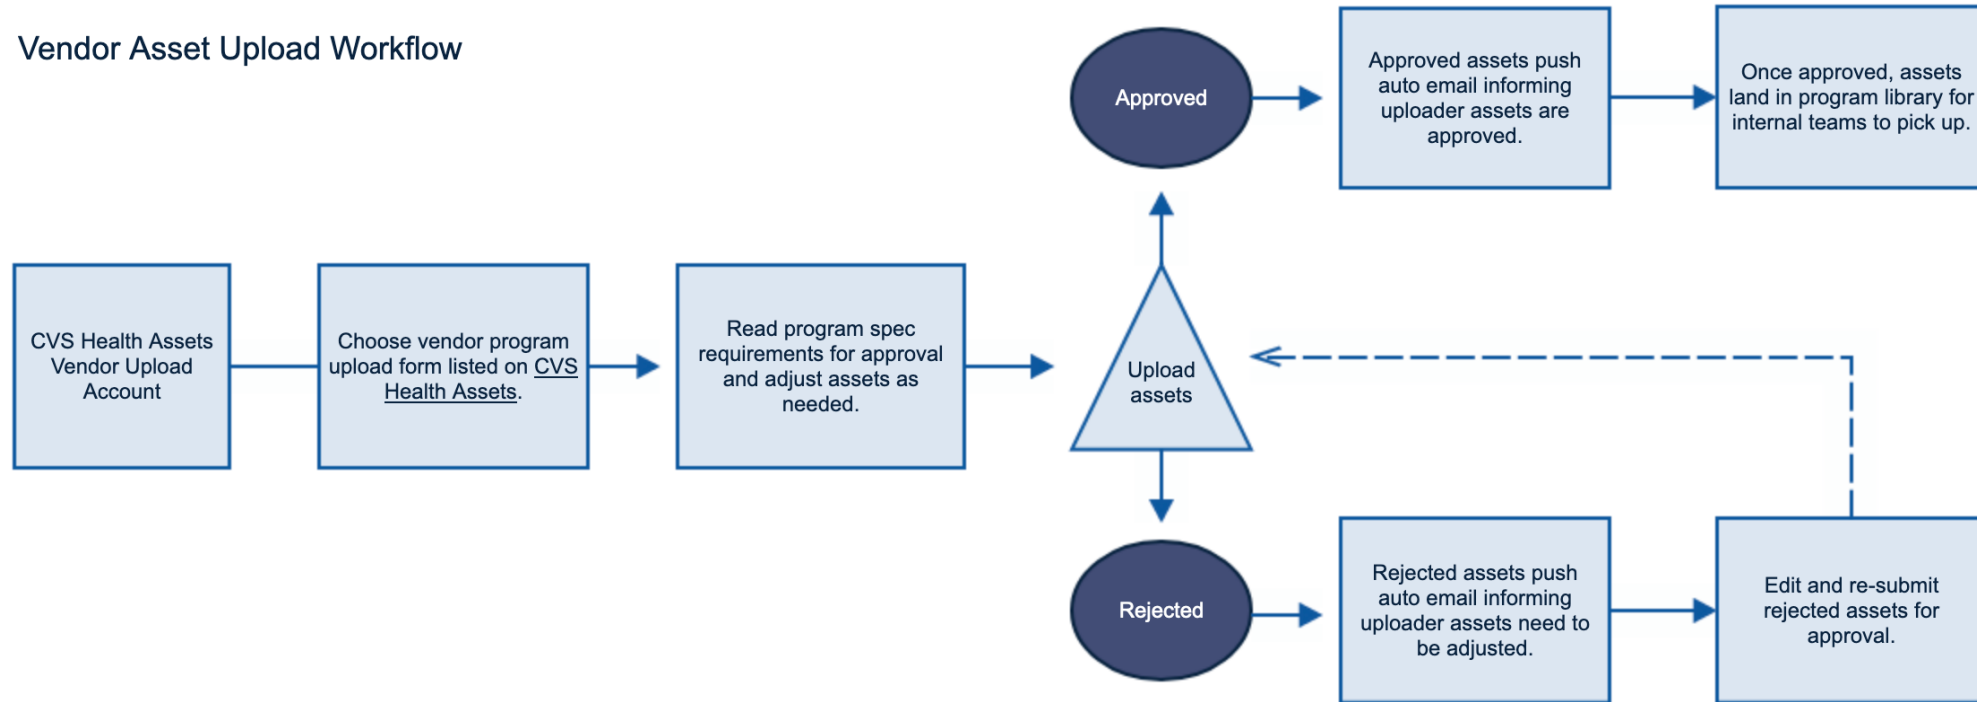 Vendor Asset Upload Workflow
Approved
Approved assets push
auto email informing
uploader assets are
approved.
Once approved, assets
land in program library for
internal teams to pick up.
CVS Health Assets
Vendor Upload
Account
Choose vendor program
upload form listed on CVS
Health Assets.
Read program spec
requirements for approval
and adjust assets as
needed.
Upload
assets
Rejected
Rejected assets push
auto email informing
uploader assets need to
be adjusted.
Edit and re-submit
rejected assets for
approval.